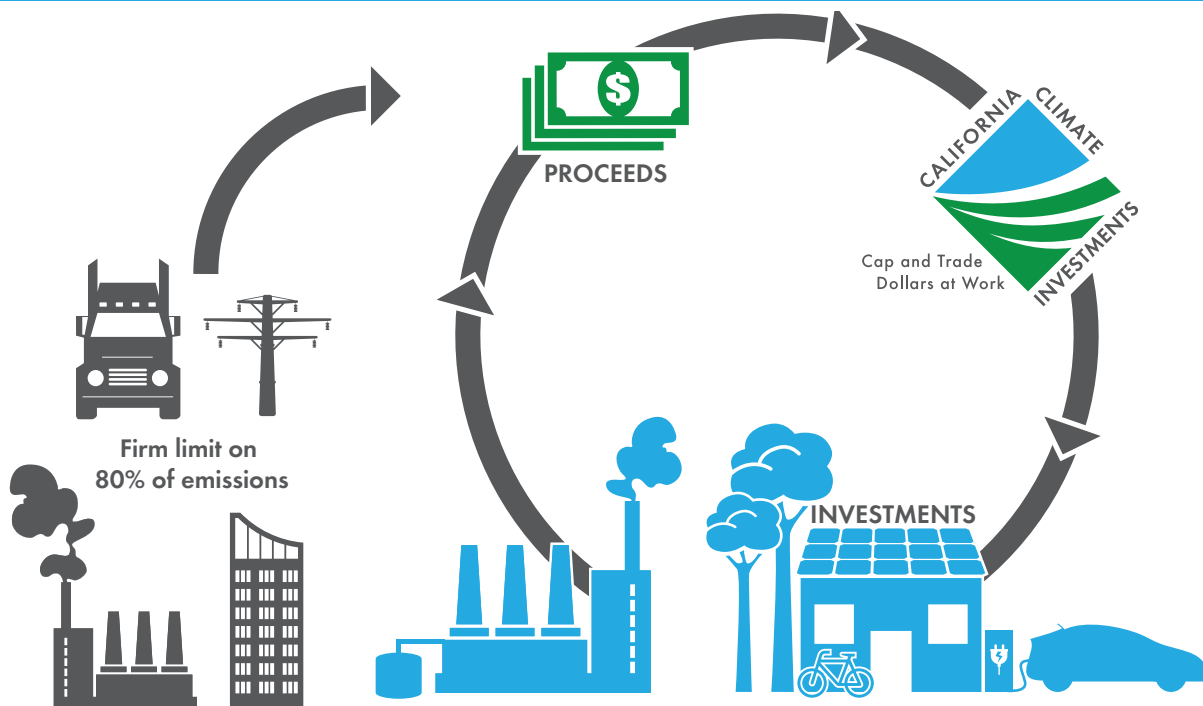 $
PROCEEDS
CALIFORNIA
CLIMATE
INVESTMENTS
Cap and Trade
Dollars at Work
Firm limit on
80% of emissions
INVESTMENTS